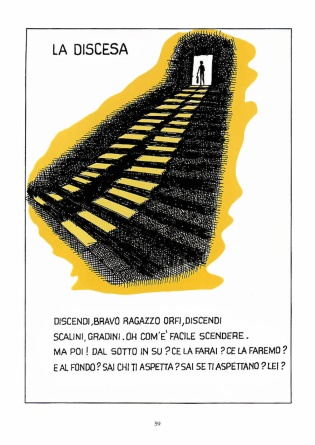 LA DISCESA
DISCENDI, BRAVO RAGAZZO ORFI, DISCENDI
SCALINI, GRADINI. OH COM'È FACILE SCENDERE.
MA POI! DAL SOTTO IN SU? CE LA FARAI? CE LA FAREMO?
E AL FONDO? SAI CHI TI ASPETTA? SAI SE TI ASPETTANO? LEI?